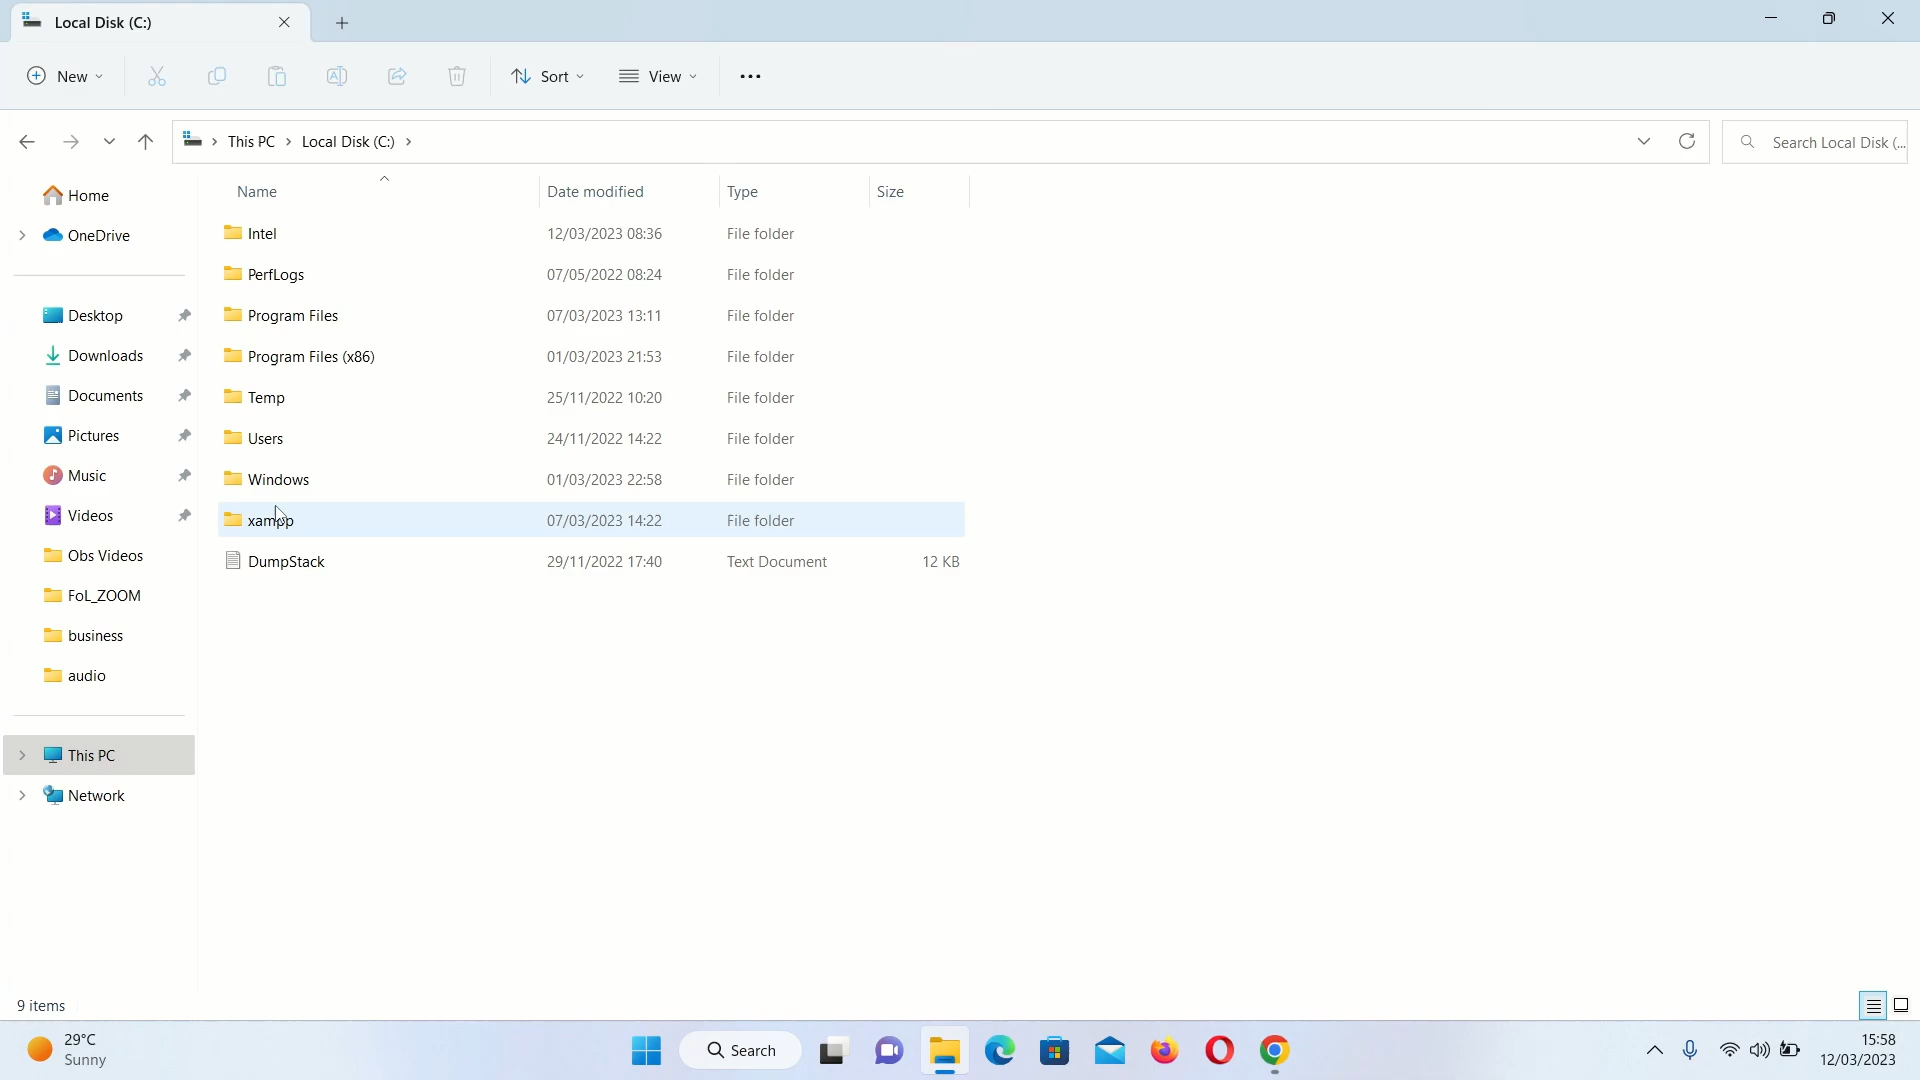 Local Disk (C:)
New
Sort
View
This PC
Local Disk (C:)
Search Local Disk (...
Name
Date modified
Type
Size
Home
OneDrive
Desktop
Downloads
Documents
Pictures
Music
Videos
Obs Videos
FoL_ZOOM
business
audio
This PC
Network
Intel 12/03/2023 08:36 File folder
PerfLogs 07/05/2022 08:24 File folder
Program Files 07/03/2023 13:11 File folder
Program Files (x86) 01/03/2023 21:53 File folder
Temp 25/11/2022 10:20 File folder
Users 24/11/2022 14:22 File folder
Windows 01/03/2023 22:58 File folder
xampp 07/03/2023 14:22 File folder
DumpStack 29/11/2022 17:40 Text Document 12 KB
9 items
29°C
Sunny
Search
15:58
12/03/2023